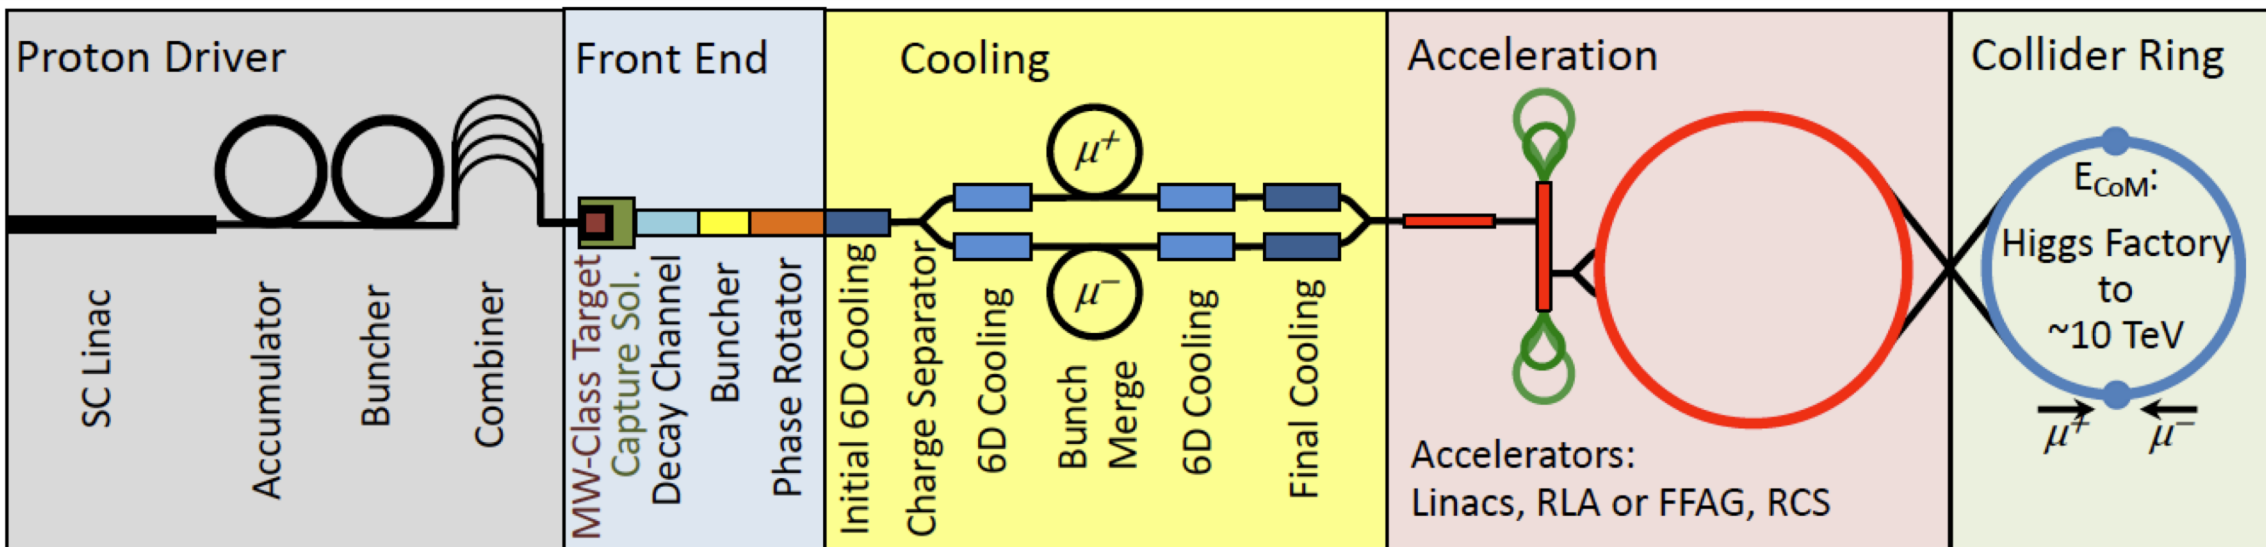 Proton Driver
SC Linac
Accumulator
Buncher
Combiner
Front End
MW-Class Target
Capture Sol.
Decay Channel
Buncher
Phase Rotator
Cooling
Initial 6D Cooling
Charge Separator
6D Cooling
μ+
μ−
Bunch
Merge
6D Cooling
Final Cooling
Acceleration
Accelerators:
Linacs, RLA or FFAG, RCS
Collider Ring
ECoM:
Higgs Factory
to
~10 TeV
μ+ μ−